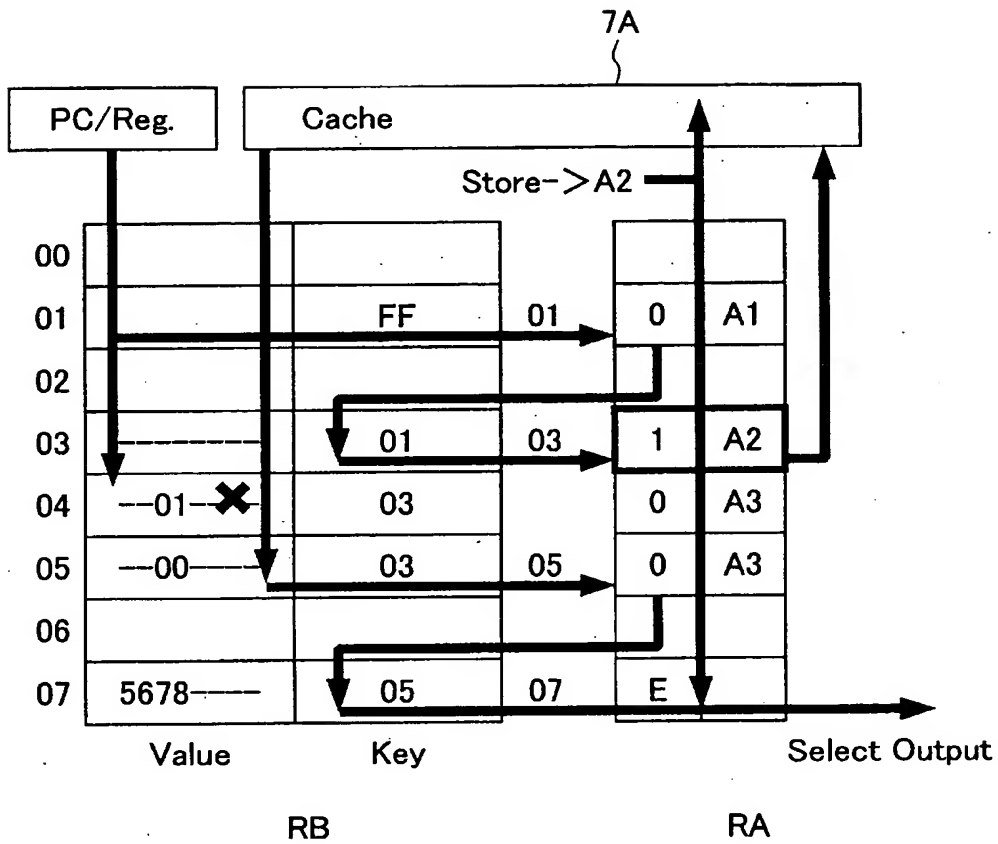 7A
PC/Reg. Cache
Store->A2
00
01 FF 01 0 A1
02
03 -------- 01 03 1 A2
04 --01---- 03 0 A3
05 --00---- 03 05 0 A3
06
07 5678---- 05 07 E
Value Key Select Output
RB RA